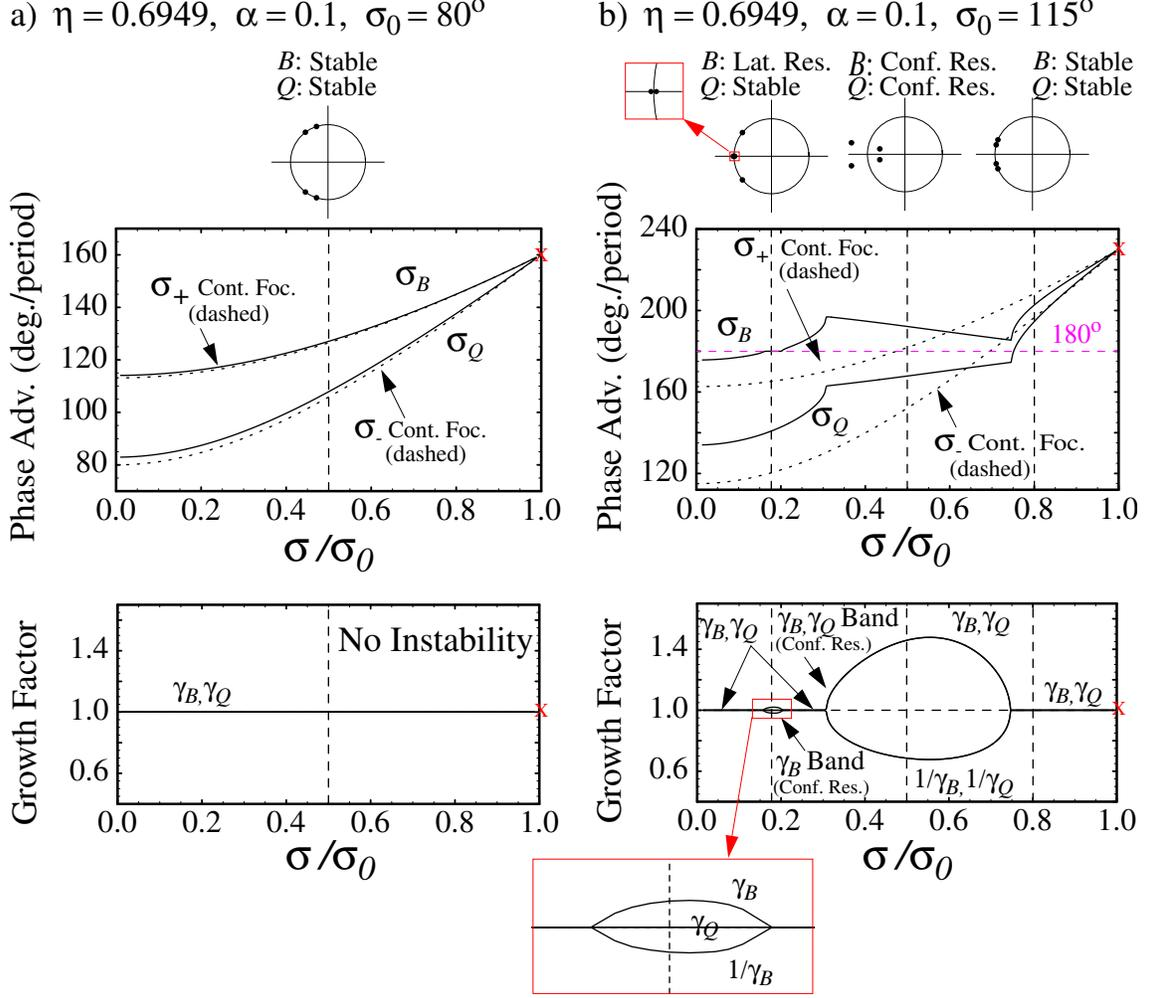 a) η = 0.6949, α = 0.1, σ0 = 80°
B: Stable
Q: Stable
Phase Adv. (deg./period)
160
140
120
100
80
σ+ Cont. Foc.
(dashed)
σB
σQ
σ- Cont. Foc.
(dashed)
x
0.0 0.2 0.4 0.6 0.8 1.0
σ/σ0
Growth Factor
1.4
1.0
0.6
No Instability
γB,γQ
x
0.0 0.2 0.4 0.6 0.8 1.0
σ/σ0
b) η = 0.6949, α = 0.1, σ0 = 115°
B: Lat. Res.
Q: Stable
B: Conf. Res.
Q: Conf. Res.
B: Stable
Q: Stable
Phase Adv. (deg./period)
240
200
160
120
σ+ Cont. Foc.
(dashed)
σB
180°
σQ
σ- Cont. Foc.
(dashed)
x
0.0 0.2 0.4 0.6 0.8 1.0
σ/σ0
Growth Factor
1.4
1.0
0.6
γB,γQ
γB,γQ Band
(Conf. Res.)
γB,γQ
γB,γQ
x
γB Band
(Conf. Res.)
1/γB,1/γQ
0.0 0.2 0.4 0.6 0.8 1.0
σ/σ0
γB
γQ
1/γB